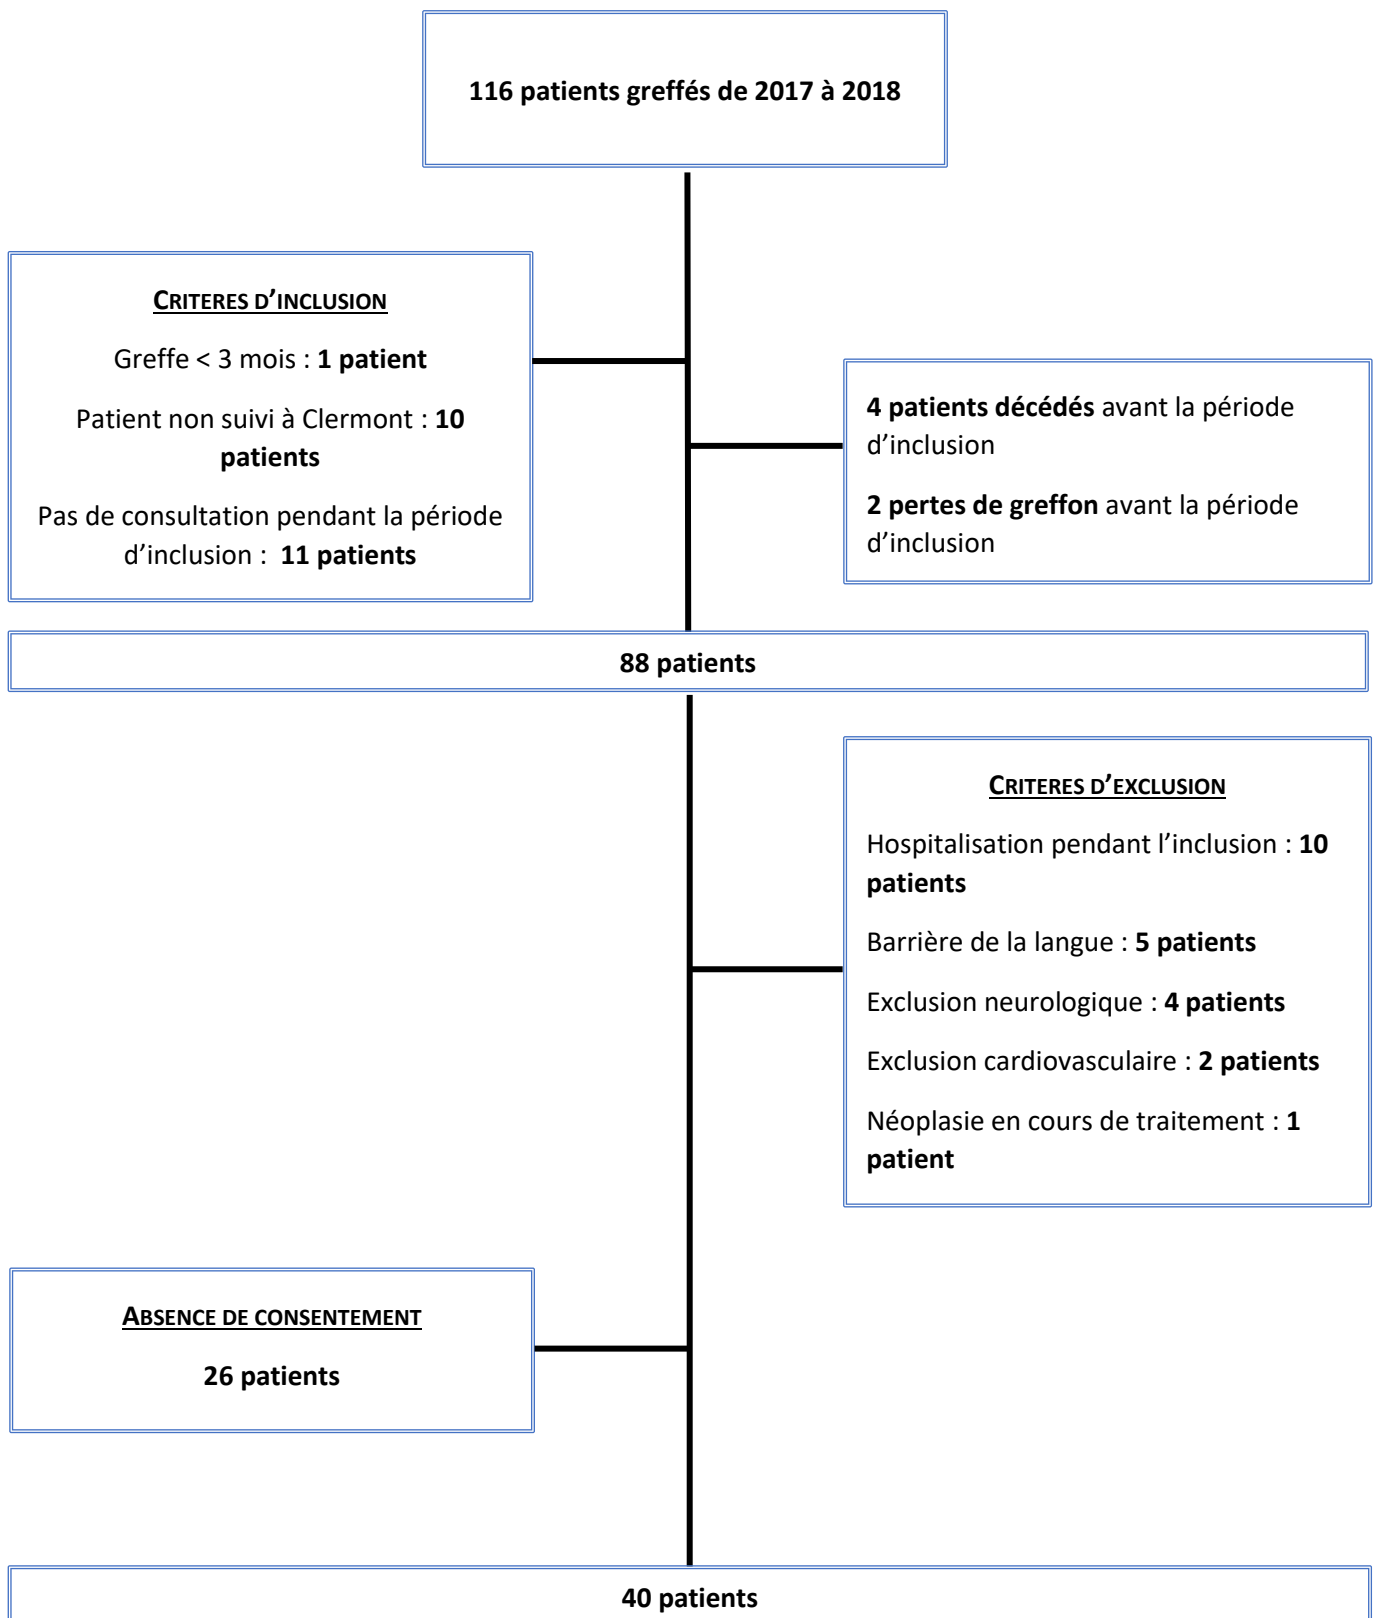 116 patients greffés de 2017 à 2018
CRITERES D'INCLUSION
Greffe < 3 mois : 1 patient
Patient non suivi à Clermont : 10
patients
Pas de consultation pendant la période
d'inclusion : 11 patients
4 patients décédés avant la période
d'inclusion
2 pertes de greffon avant la période
d'inclusion
88 patients
CRITERES D'EXCLUSION
Hospitalisation pendant l'inclusion : 10
patients
Barrière de la langue : 5 patients
Exclusion neurologique : 4 patients
Exclusion cardiovasculaire : 2 patients
Néoplasie en cours de traitement : 1
patient
ABSENCE DE CONSENTEMENT
26 patients
40 patients